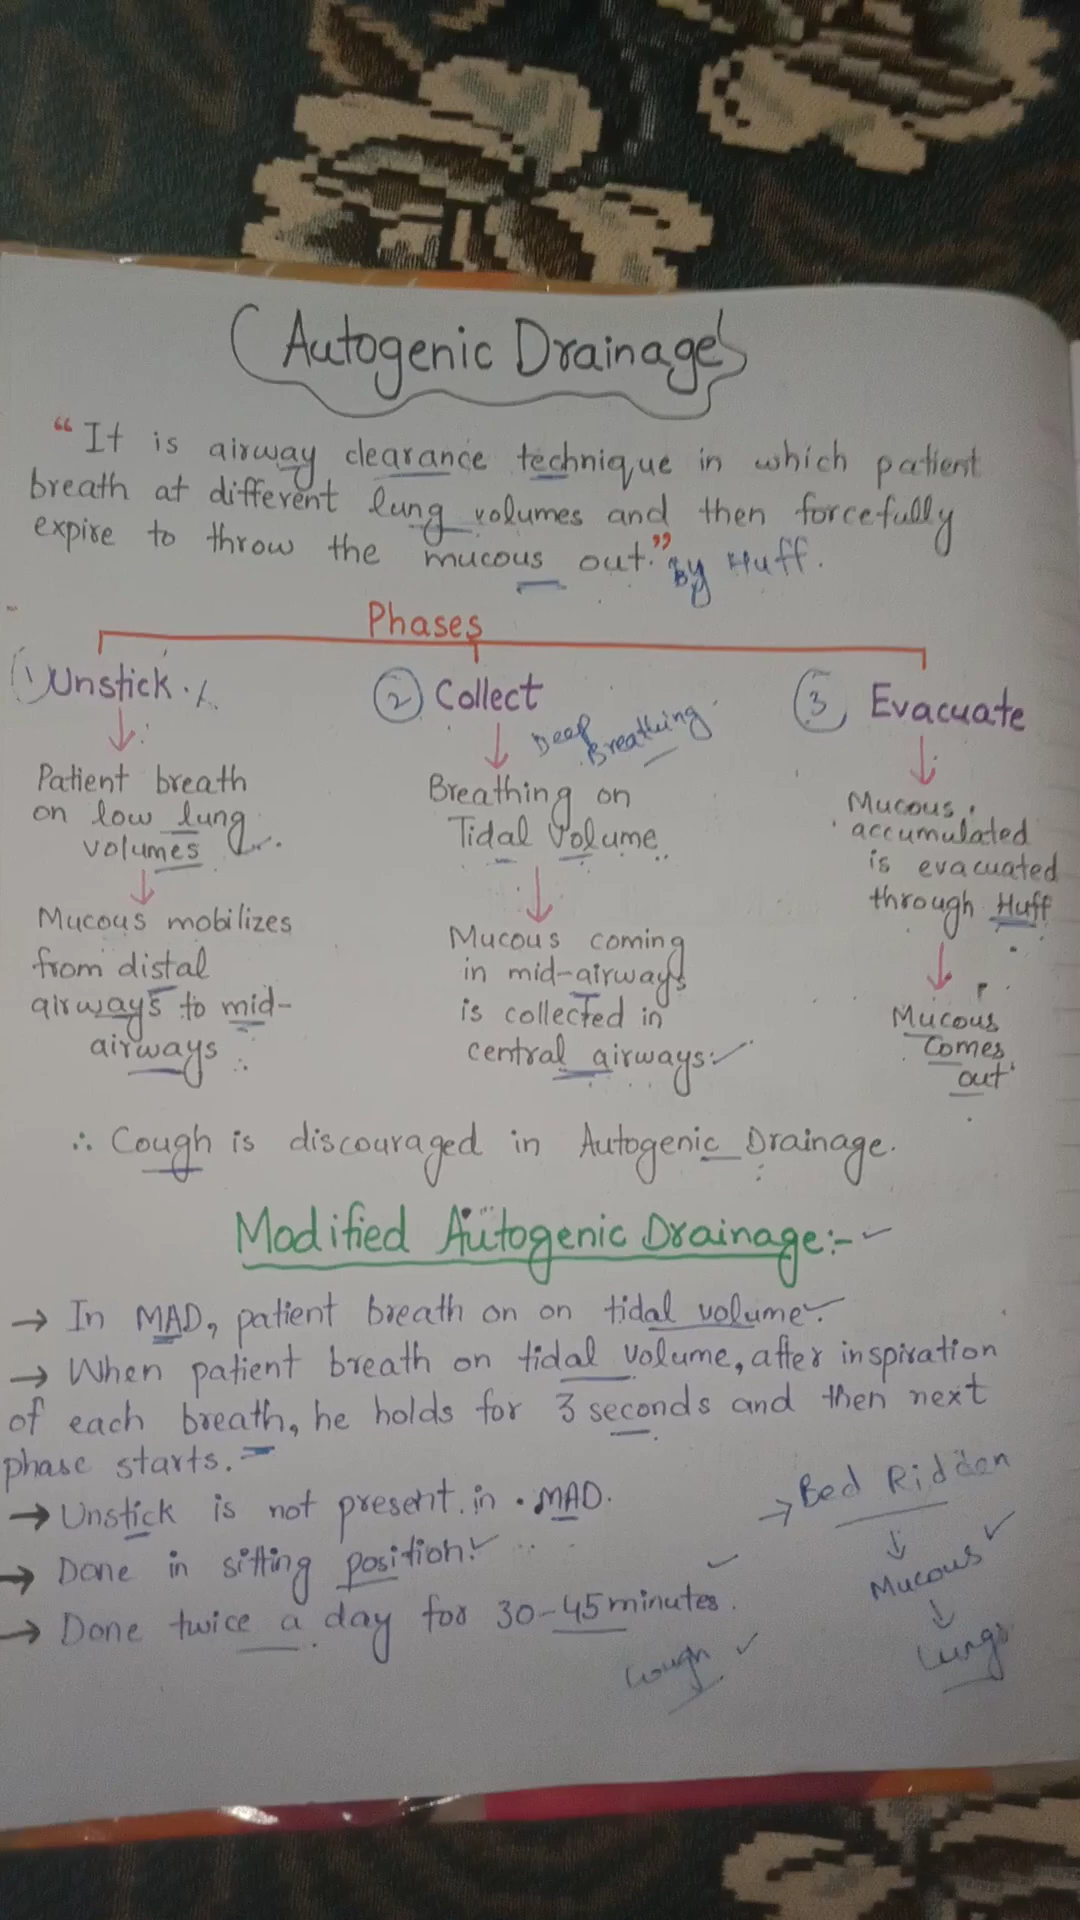 Autogenic Drainage
"It is airway clearance technique in which patient
breath at different lung volumes and then forcefully
expire to throw the mucous out." By Huff.
Phases
1 Unstick.
2 Collect
3 Evacuate
Deep
Breathing
Patient breath
on low lung
volumes
Mucous mobilizes
from distal
airways to mid-
airways
Breathing on
Tidal Volume
Mucous coming
in mid-airways
is collected in
central airways
Mucous
accumulated
is evacuated
through Huff
Mucous
comes
out
∴ Cough is discouraged in Autogenic Drainage.
Modified Autogenic Drainage:-
→ In MAD, patient breath on on tidal volume
→ When patient breath on tidal volume, after inspiration
of each breath, he holds for 3 seconds and then next
phase starts.
→ Unstick is not present in MAD.
→ Done in sitting position.
→ Done twice a day for 30-45 minutes.
→ Bed Ridden
Mucous
Lungs
Cough